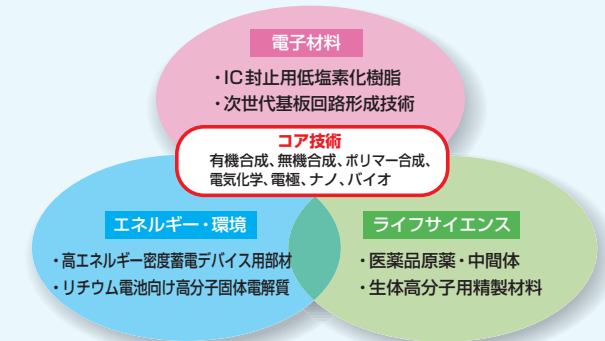 電子材料
・IC封止用低塩素化樹脂
・次世代基板回路形成技術
コア技術
有機合成、無機合成、ポリマー合成、
電気化学、電極、ナノ、バイオ
エネルギー・環境
・高エネルギー密度蓄電デバイス用部材
・リチウム電池向け高分子固体電解質
ライフサイエンス
・医薬品原薬・中間体
・生体高分子用精製材料